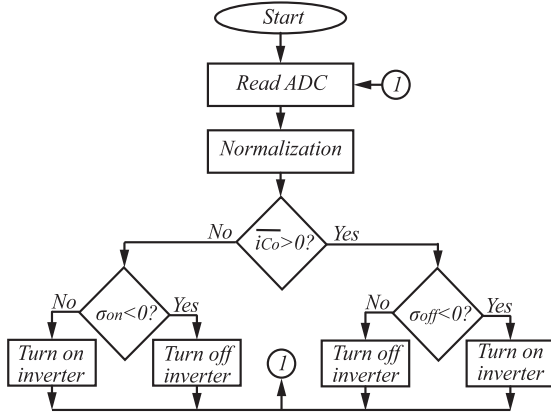 Start
Read ADC
1
Normalization
No
i̅C̅o̅>0?
Yes
No
σon<0?
Yes
No
σoff<0?
Yes
Turn on
inverter
Turn off
inverter
1
Turn off
inverter
Turn on
inverter